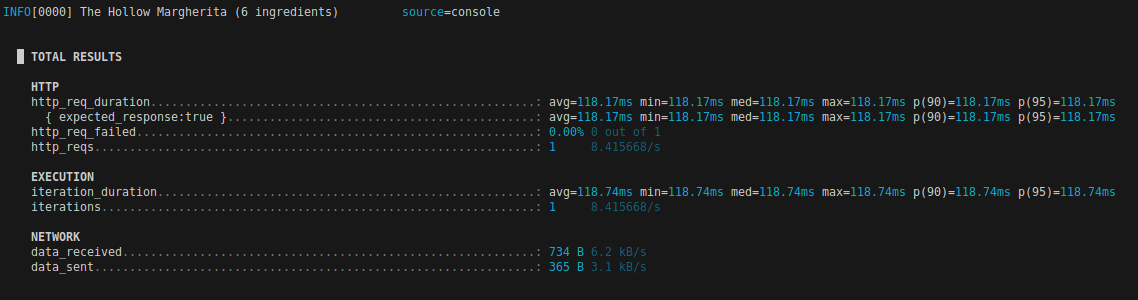 INFO[0000] The Hollow Margherita (6 ingredients)         source=console
█ TOTAL RESULTS
HTTP
http_req_duration.......................................................: avg=118.17ms min=118.17ms med=118.17ms max=118.17ms p(90)=118.17ms p(95)=118.17ms
{ expected_response:true }............................................: avg=118.17ms min=118.17ms med=118.17ms max=118.17ms p(90)=118.17ms p(95)=118.17ms
http_req_failed.........................................................: 0.00% 0 out of 1
http_reqs...............................................................: 1     8.415668/s
EXECUTION
iteration_duration......................................................: avg=118.74ms min=118.74ms med=118.74ms max=118.74ms p(90)=118.74ms p(95)=118.74ms
iterations..............................................................: 1     8.415668/s
NETWORK
data_received...........................................................: 734 B 6.2 kB/s
data_sent...............................................................: 365 B 3.1 kB/s